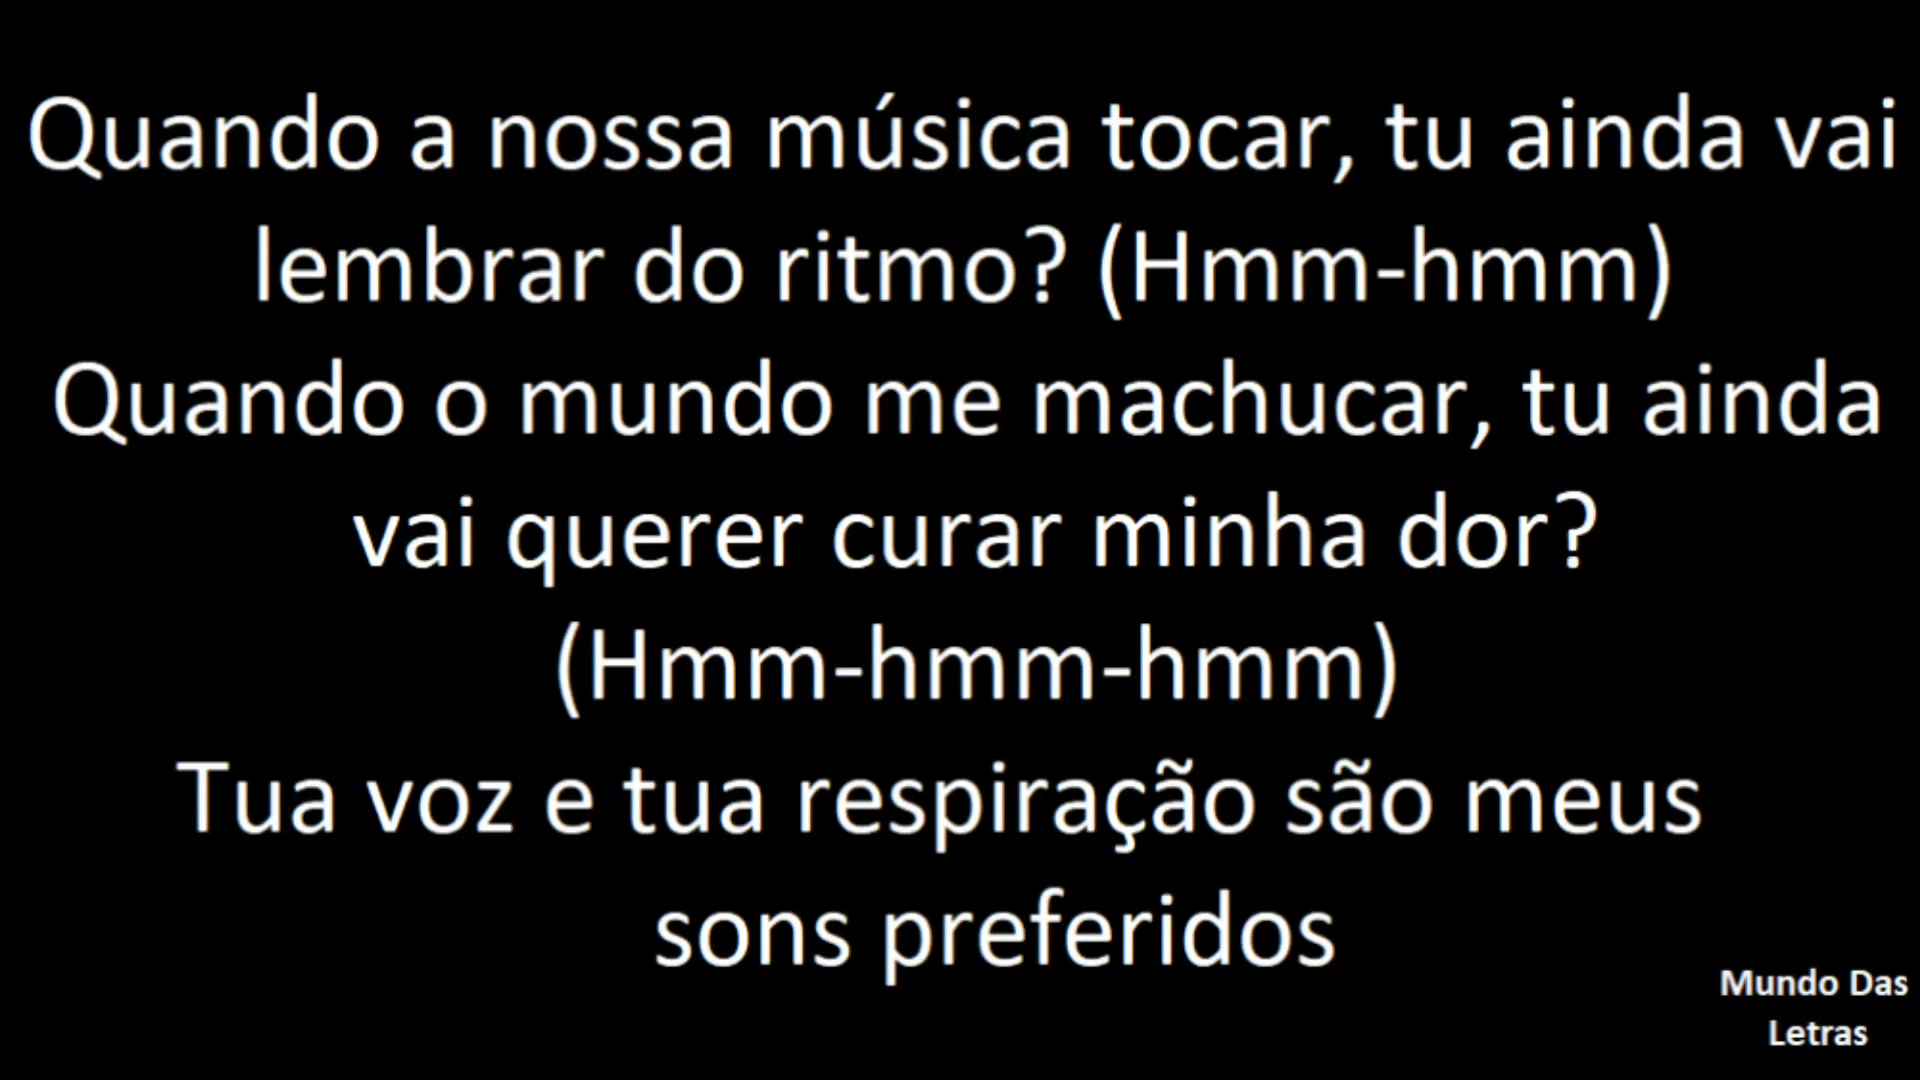 Quando a nossa música tocar, tu ainda vai
lembrar do ritmo? (Hmm-hmm)
Quando o mundo me machucar, tu ainda
vai querer curar minha dor?
(Hmm-hmm-hmm)
Tua voz e tua respiração são meus
sons preferidos
Mundo Das
Letras